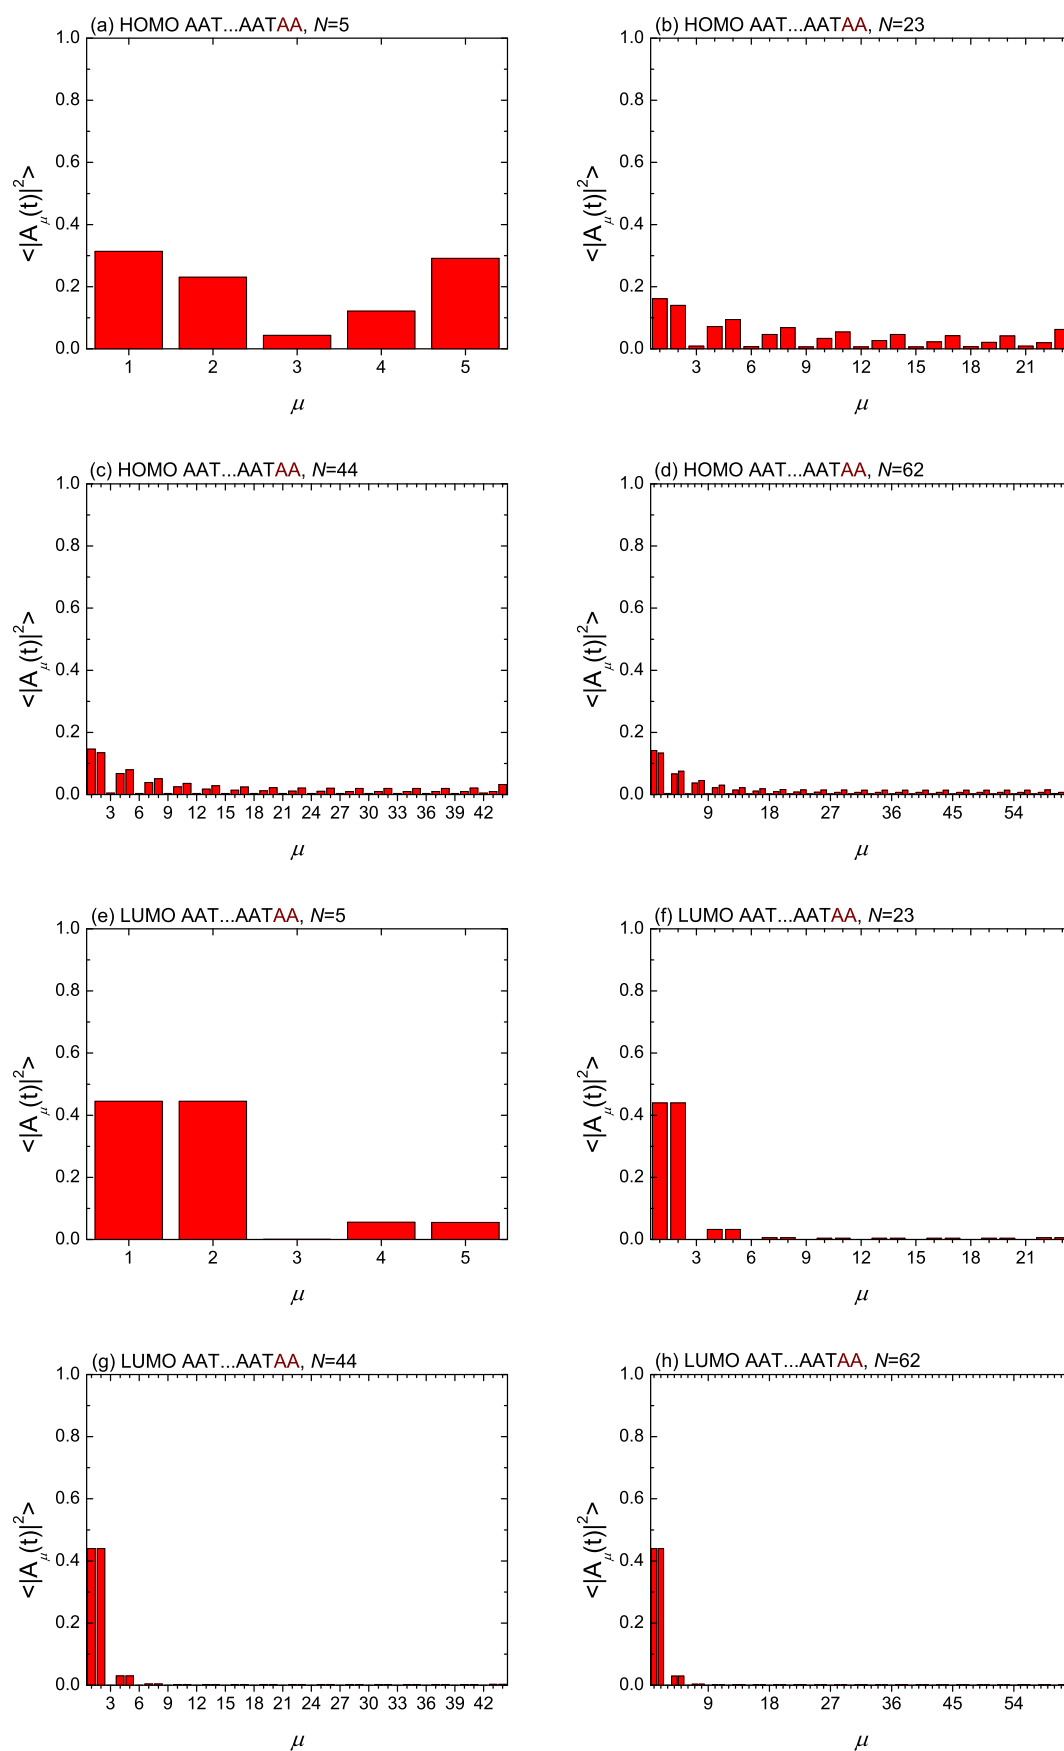 (a) HOMO AAT...AATAA, N=5
1.0
0.8
0.6
0.4
0.2
0.0
<|A_μ(t)|²>
1 2 3 4 5
μ
(b) HOMO AAT...AATAA, N=23
1.0
0.8
0.6
0.4
0.2
0.0
<|A_μ(t)|²>
3 6 9 12 15 18 21
μ
(c) HOMO AAT...AATAA, N=44
1.0
0.8
0.6
0.4
0.2
0.0
<|A_μ(t)|²>
3 6 9 12 15 18 21 24 27 30 33 36 39 42
μ
(d) HOMO AAT...AATAA, N=62
1.0
0.8
0.6
0.4
0.2
0.0
<|A_μ(t)|²>
9 18 27 36 45 54
μ
(e) LUMO AAT...AATAA, N=5
1.0
0.8
0.6
0.4
0.2
0.0
<|A_μ(t)|²>
1 2 3 4 5
μ
(f) LUMO AAT...AATAA, N=23
1.0
0.8
0.6
0.4
0.2
0.0
<|A_μ(t)|²>
3 6 9 12 15 18 21
μ
(g) LUMO AAT...AATAA, N=44
1.0
0.8
0.6
0.4
0.2
0.0
<|A_μ(t)|²>
3 6 9 12 15 18 21 24 27 30 33 36 39 42
μ
(h) LUMO AAT...AATAA, N=62
1.0
0.8
0.6
0.4
0.2
0.0
<|A_μ(t)|²>
9 18 27 36 45 54
μ